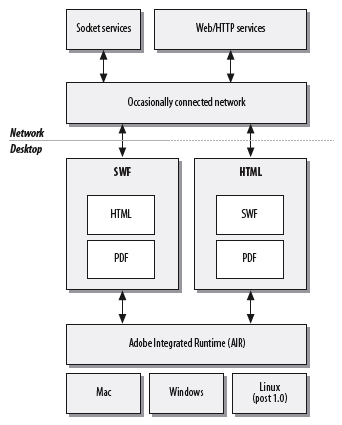 Socket services
Web/HTTP services
Occasionally connected network
Network
Desktop
SWF
HTML
PDF
HTML
SWF
PDF
Adobe Integrated Runtime (AIR)
Mac
Windows
Linux
(post 1.0)